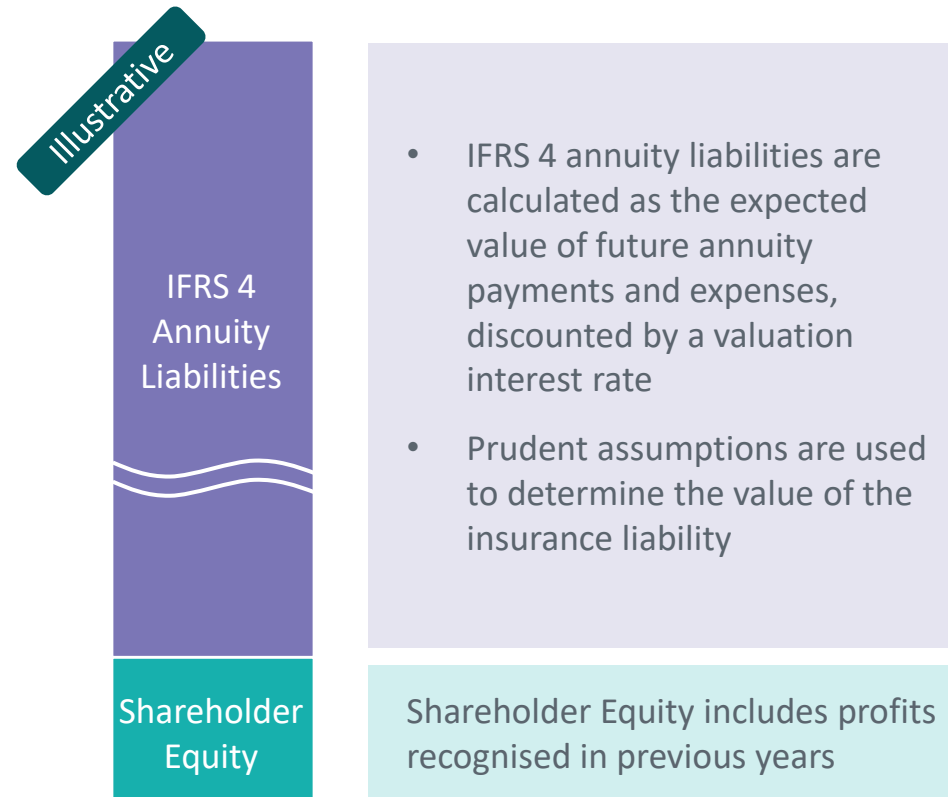 Illustrative
IFRS 4
Annuity
Liabilities
• IFRS 4 annuity liabilities are
calculated as the expected
value of future annuity
payments and expenses,
discounted by a valuation
interest rate
• Prudent assumptions are used
to determine the value of the
insurance liability
Shareholder
Equity
Shareholder Equity includes profits
recognised in previous years